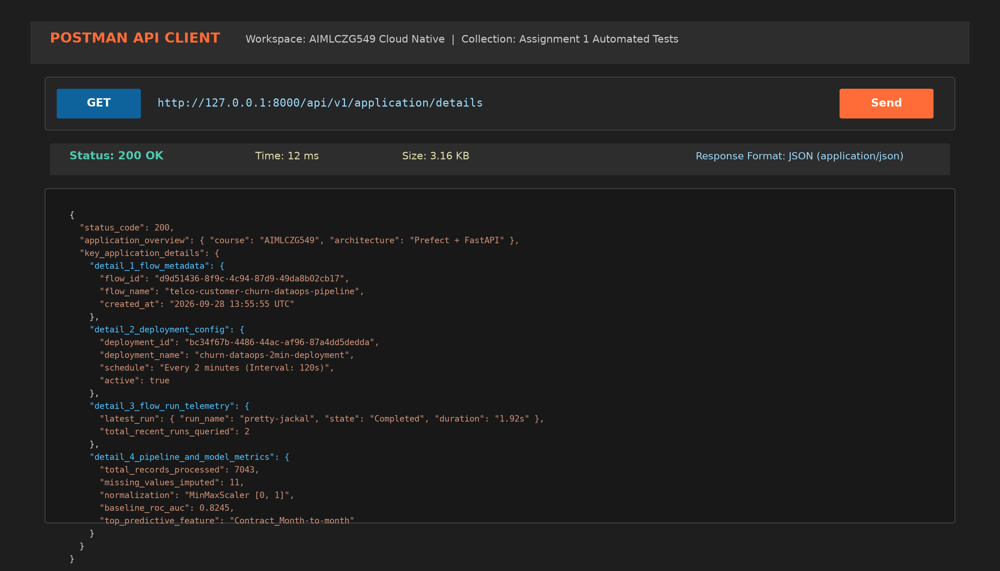 POSTMAN API CLIENT Workspace: AIMLCZG549 Cloud Native | Collection: Assignment 1 Automated Tests
GET http://127.0.0.1:8000/api/v1/application/details Send
Status: 200 OK Time: 12 ms Size: 3.16 KB Response Format: JSON (application/json)
{
  "status_code": 200,
  "application_overview": { "course": "AIMLCZG549", "architecture": "Prefect + FastAPI" },
  "key_application_details": {
    "detail_1_flow_metadata": {
      "flow_id": "d9d51436-8f9c-4c94-87d9-49da8b02cb17",
      "flow_name": "telco-customer-churn-dataops-pipeline",
      "created_at": "2026-09-28 13:55:55 UTC"
    },
    "detail_2_deployment_config": {
      "deployment_id": "bc34f67b-4486-44ac-af96-87a4dd5dedda",
      "deployment_name": "churn-dataops-2min-deployment",
      "schedule": "Every 2 minutes (Interval: 120s)",
      "active": true
    },
    "detail_3_flow_run_telemetry": {
      "latest_run": { "run_name": "pretty-jackal", "state": "Completed", "duration": "1.92s" },
      "total_recent_runs_queried": 2
    },
    "detail_4_pipeline_and_model_metrics": {
      "total_records_processed": 7043,
      "missing_values_imputed": 11,
      "normalization": "MinMaxScaler [0, 1]",
      "baseline_roc_auc": 0.8245,
      "top_predictive_feature": "Contract_Month-to-month"
    }
  }
}